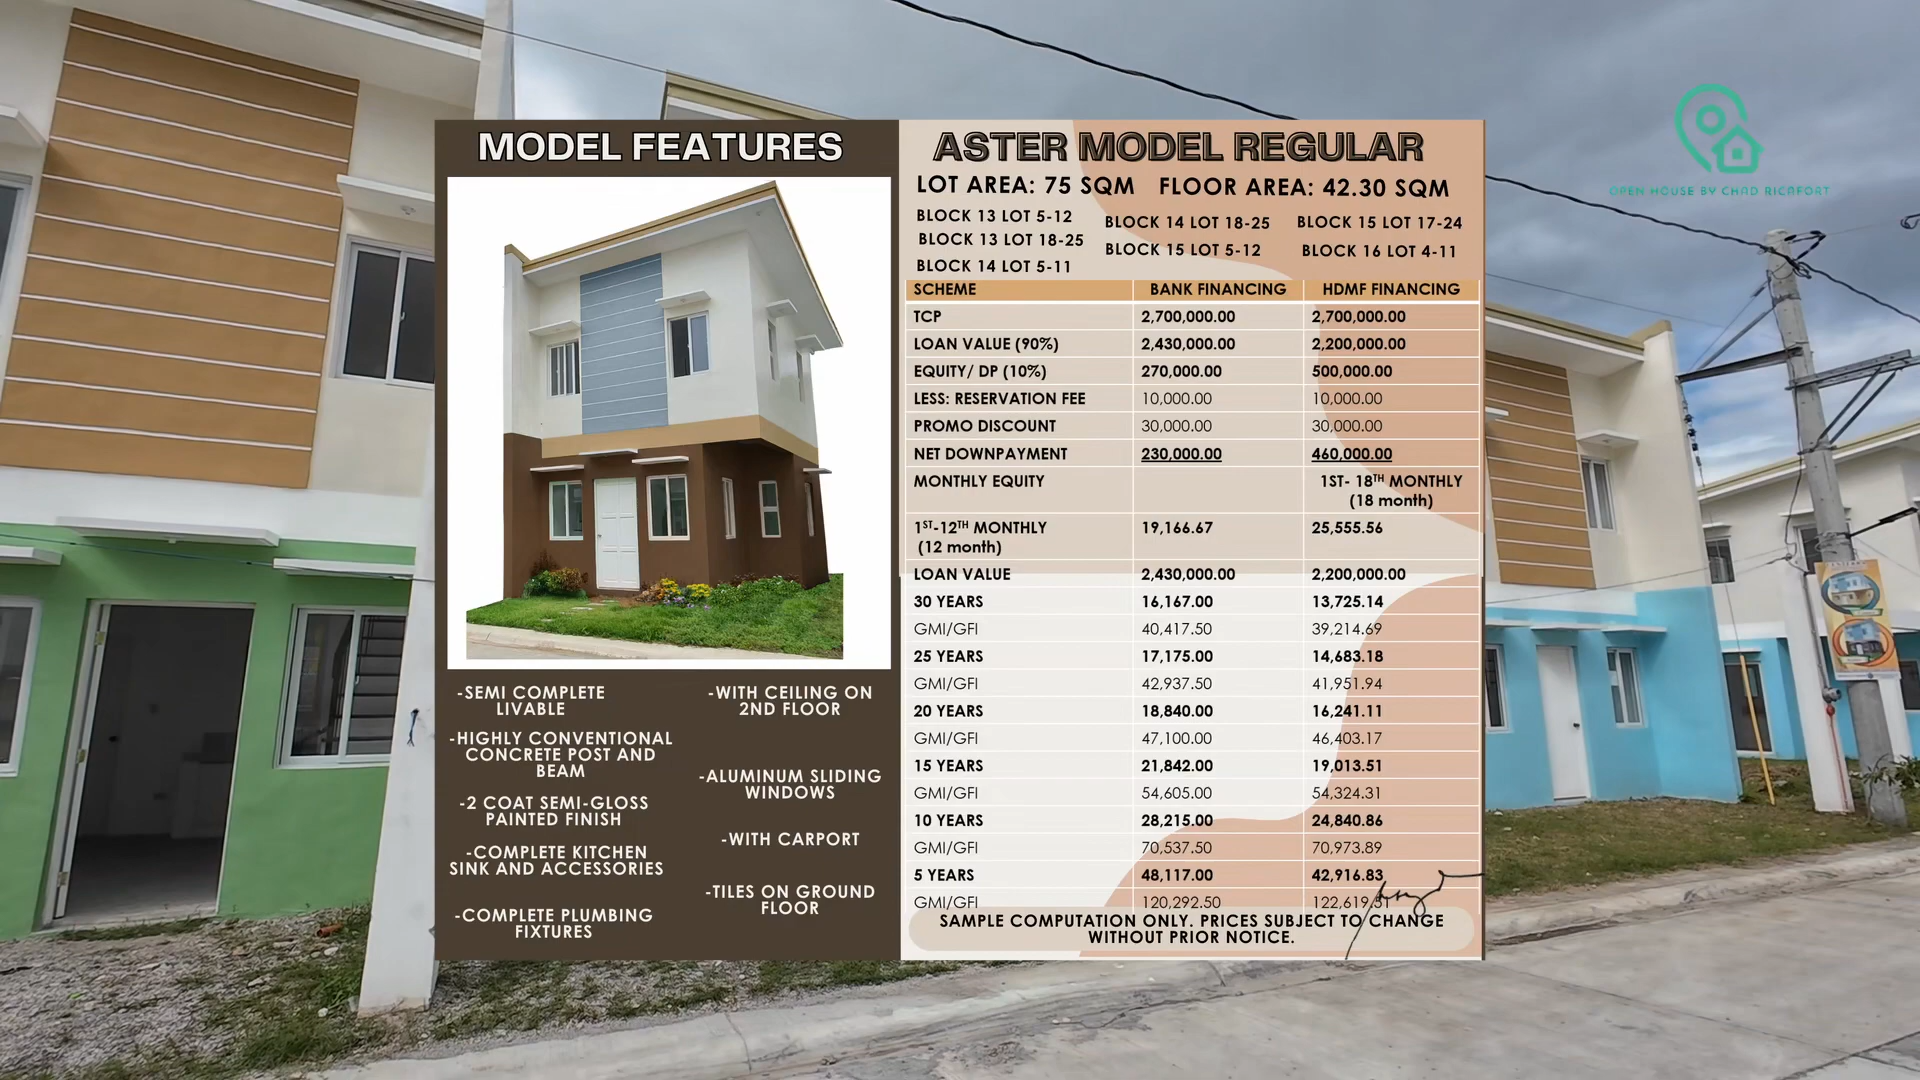 OPEN HOUSE BY CHAD RICAFORT
MODEL FEATURES
-SEMI COMPLETE
LIVABLE
-HIGHLY CONVENTIONAL
CONCRETE POST AND
BEAM
-2 COAT SEMI-GLOSS
PAINTED FINISH
-COMPLETE KITCHEN
SINK AND ACCESSORIES
-COMPLETE PLUMBING
FIXTURES
-WITH CEILING ON
2ND FLOOR
-ALUMINUM SLIDING
WINDOWS
-WITH CARPORT
-TILES ON GROUND
FLOOR
ASTER MODEL REGULAR
LOT AREA: 75 SQM FLOOR AREA: 42.30 SQM
BLOCK 13 LOT 5-12
BLOCK 13 LOT 18-25
BLOCK 14 LOT 5-11
BLOCK 14 LOT 18-25
BLOCK 15 LOT 5-12
BLOCK 15 LOT 17-24
BLOCK 16 LOT 4-11
SCHEME BANK FINANCING HDMF FINANCING
TCP 2,700,000.00 2,700,000.00
LOAN VALUE (90%) 2,430,000.00 2,200,000.00
EQUITY/ DP (10%) 270,000.00 500,000.00
LESS: RESERVATION FEE 10,000.00 10,000.00
PROMO DISCOUNT 30,000.00 30,000.00
NET DOWNPAYMENT 230,000.00 460,000.00
MONTHLY EQUITY 1ST- 18TH MONTHLY
(18 month)
1ST-12TH MONTHLY 19,166.67 25,555.56
(12 month)
LOAN VALUE 2,430,000.00 2,200,000.00
30 YEARS 16,167.00 13,725.14
GMI/GFI 40,417.50 39,214.69
25 YEARS 17,175.00 14,683.18
GMI/GFI 42,937.50 41,951.94
20 YEARS 18,840.00 16,241.11
GMI/GFI 47,100.00 46,403.17
15 YEARS 21,842.00 19,013.51
GMI/GFI 54,605.00 54,324.31
10 YEARS 28,215.00 24,840.86
GMI/GFI 70,537.50 70,973.89
5 YEARS 48,117.00 42,916.83
GMI/GFI 120,292.50 122,619.51
SAMPLE COMPUTATION ONLY. PRICES SUBJECT TO CHANGE
WITHOUT PRIOR NOTICE.